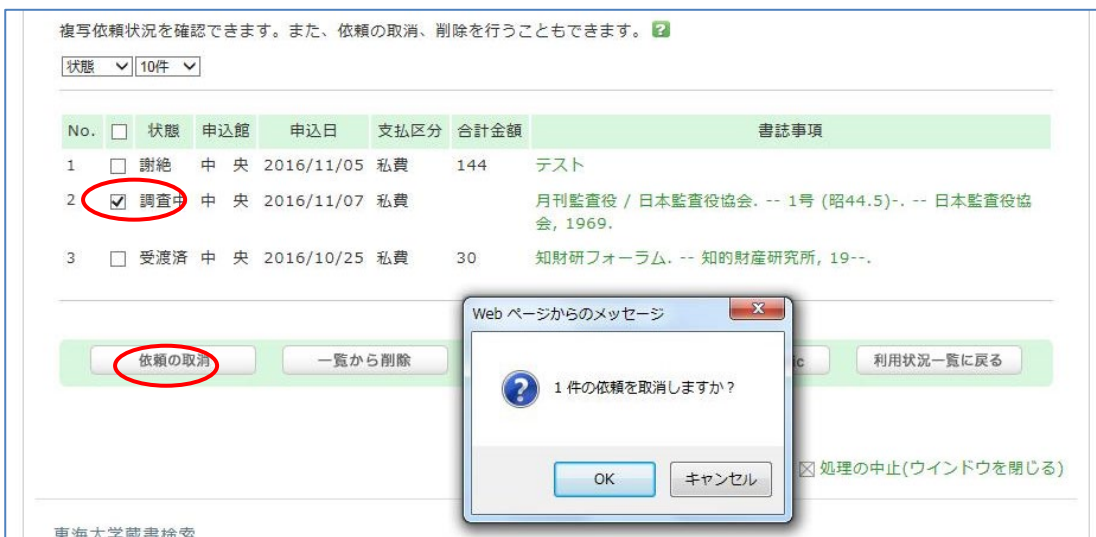 複写依頼状況を確認できます。また、依頼の取消、削除を行うこともできます。 ?
状態 10件
No. 状態 申込館 申込日 支払区分 合計金額 書誌事項
1 謝絶 中 央 2016/11/05 私費 144 テスト
2 調査中 中 央 2016/11/07 私費 月刊監査役 / 日本監査役協会. -- 1号 (昭44.5)-. -- 日本監査役協
会, 1969.
3 受渡済 中 央 2016/10/25 私費 30 知財研フォーラム. -- 知的財産研究所, 19--.
Web ページからのメッセージ
依頼の取消 一覧から削除 ic 利用状況一覧に戻る
1 件の依頼を取消しますか?
OK キャンセル
処理の中止(ウインドウを閉じる)
東海大学蔵書検索